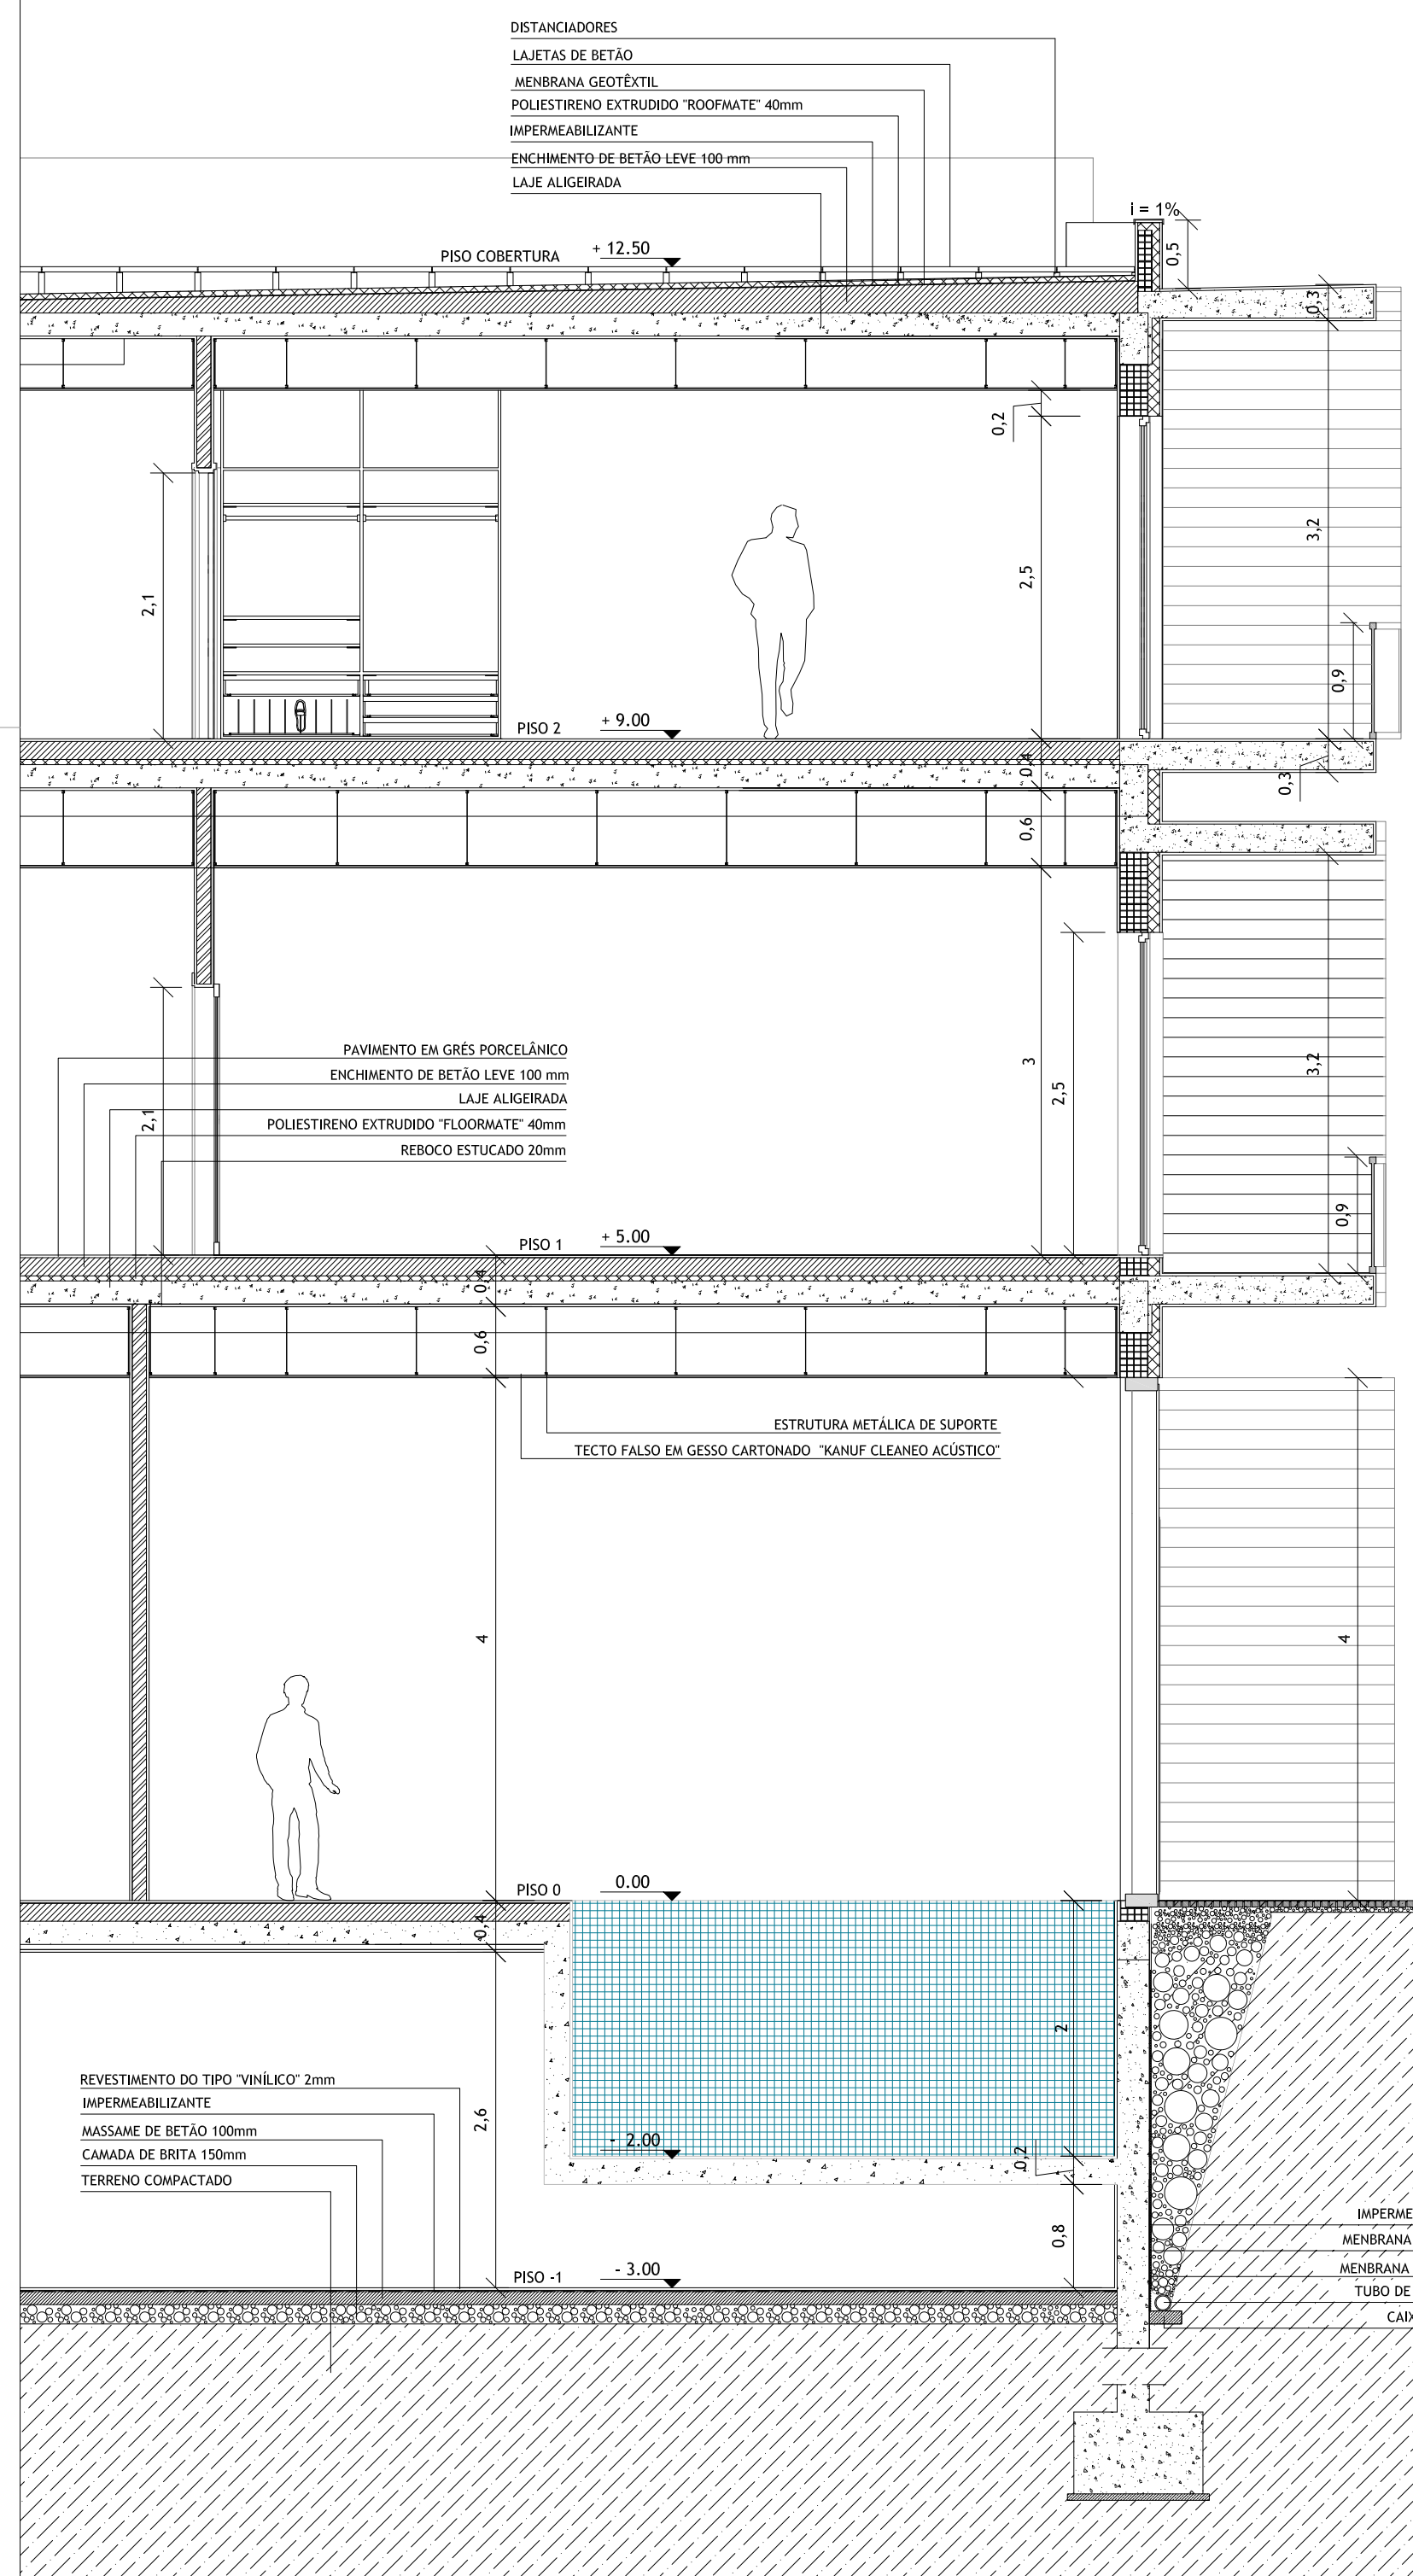 DISTANCIADORES
LAJETAS DE BETÃO
MENBRANA GEOTÊXTIL
POLIESTIRENO EXTRUDIDO "ROOFMATE" 40mm
IMPERMEABILIZANTE
ENCHIMENTO DE BETÃO LEVE 100 mm
LAJE ALIGEIRADA
i = 1%
0,5
PISO COBERTURA + 12.50
0,3
0,2
3,2
2,5
2,1
0,9
PISO 2 + 9.00
0,4
0,3
0,6
PAVIMENTO EM GRÉS PORCELÂNICO
ENCHIMENTO DE BETÃO LEVE 100 mm
LAJE ALIGEIRADA
POLIESTIRENO EXTRUDIDO "FLOORMATE" 40mm
REBOCO ESTUCADO 20mm
3
3,2
2,5
2,1
0,9
PISO 1 + 5.00
0,4
0,6
ESTRUTURA METÁLICA DE SUPORTE
TECTO FALSO EM GESSO CARTONADO "KANUF CLEANEO ACÚSTICO"
4
4
PISO 0 0.00
0,4
2
REVESTIMENTO DO TIPO "VINÍLICO" 2mm
IMPERMEABILIZANTE
MASSAME DE BETÃO 100mm
CAMADA DE BRITA 150mm
TERRENO COMPACTADO
2,6
- 2.00
0,2
0,8
IMPERME
MENBRANA
MENBRANA
TUBO DE
CAIX
PISO -1 - 3.00